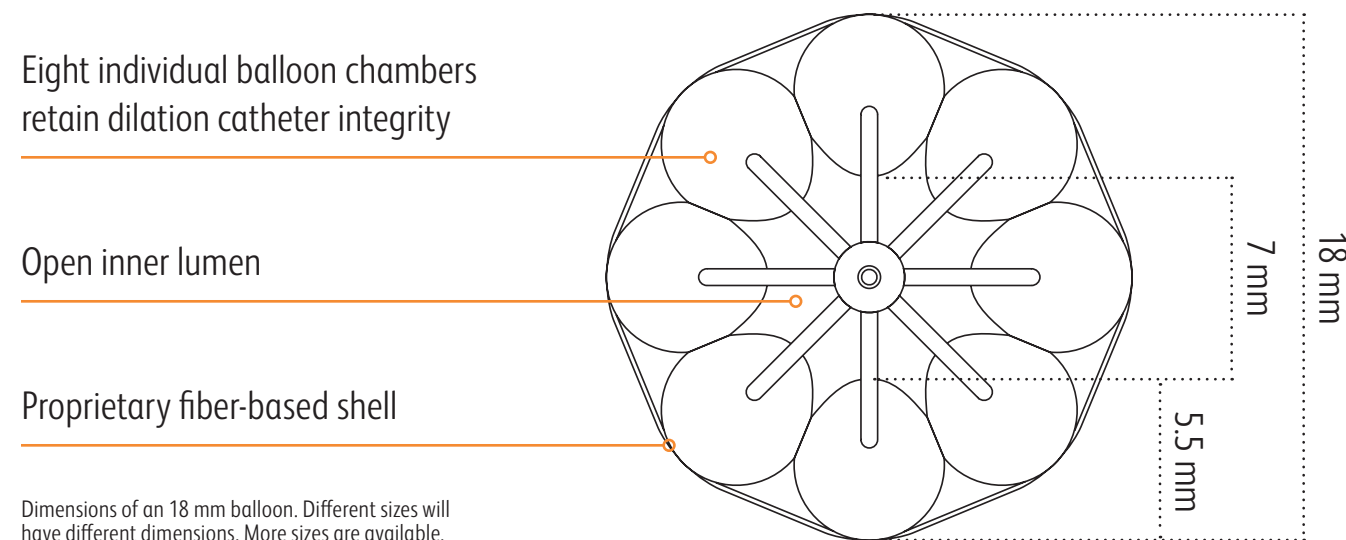 Eight individual balloon chambers
retain dilation catheter integrity
Open inner lumen
Proprietary fiber-based shell
Dimensions of an 18 mm balloon. Different sizes will
have different dimensions. More sizes are available.
7 mm
18 mm
5.5 mm